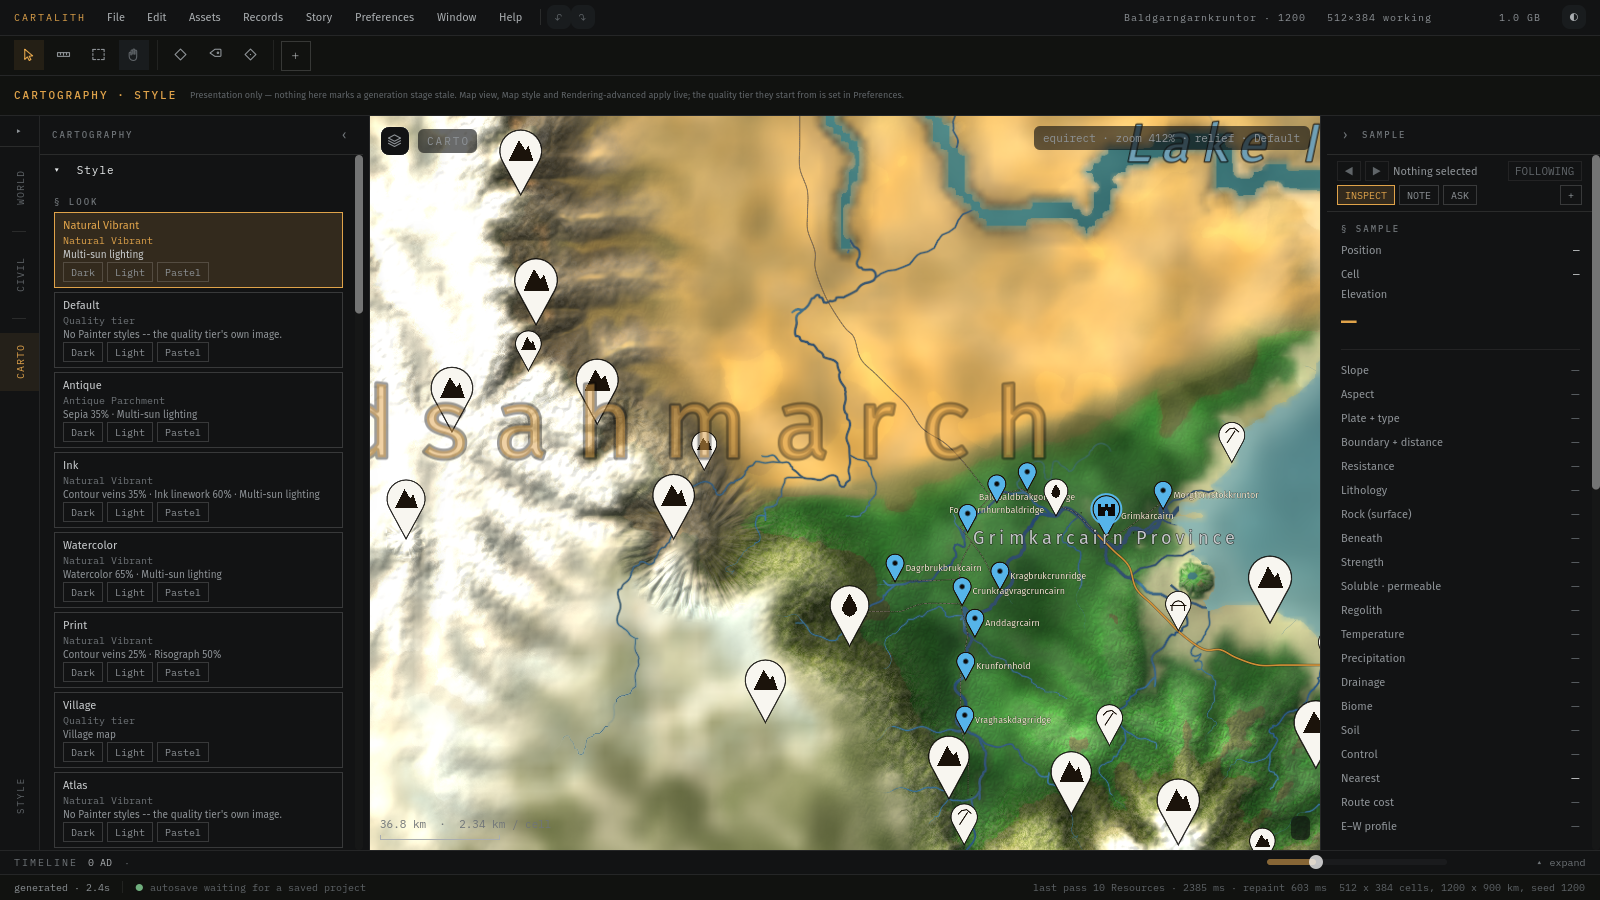 CARTALITH File Edit Assets Records Story Preferences Window Help Baldgarngarnkruntor · 1200 512×384 working 1.0 GB
CARTOGRAPHY · STYLE Presentation only — nothing here marks a generation stage stale. Map view, Map style and Rendering-advanced apply live; the quality tier they start from is set in Preferences.
WORLD
CIVIL
CARTO
STYLE
CARTOGRAPHY
Style
§ LOOK
Natural Vibrant
Natural Vibrant
Multi-sun lighting
Dark Light Pastel
Default
Quality tier
No Painter styles -- the quality tier's own image.
Dark Light Pastel
Antique
Antique Parchment
Sepia 35% · Multi-sun lighting
Dark Light Pastel
Ink
Natural Vibrant
Contour veins 35% · Ink linework 60% · Multi-sun lighting
Dark Light Pastel
Watercolor
Natural Vibrant
Watercolor 65% · Multi-sun lighting
Dark Light Pastel
Print
Natural Vibrant
Contour veins 25% · Risograph 50%
Dark Light Pastel
Village
Quality tier
Village map
Dark Light Pastel
Atlas
Natural Vibrant
No Painter styles -- the quality tier's own image.
Dark Light Pastel
CARTO
equirect · zoom 412% · relief · Default
Lake
dsahmarch
Grimkarcairn
Grimkarcairn Province
Dagrbrukbrukcairn
Kragbrukcrunridge
Crunkragvragcruncairn
Anddagrcairn
Krunfornhold
Vraghaskdagrridge
36.8 km · 2.34 km /
SAMPLE
Nothing selected FOLLOWING
INSPECT NOTE ASK +
§ SAMPLE
Position —
Cell —
Elevation
—
Slope —
Aspect —
Plate + type —
Boundary + distance —
Resistance —
Lithology —
Rock (surface) —
Beneath —
Strength —
Soluble · permeable —
Regolith —
Temperature —
Precipitation —
Drainage —
Biome —
Soil —
Control —
Nearest —
Route cost —
E–W profile —
TIMELINE 0 AD · expand
generated · 2.4s autosave waiting for a saved project last pass 10 Resources · 2385 ms · repaint 603 ms 512 x 384 cells, 1200 x 900 km, seed 1200